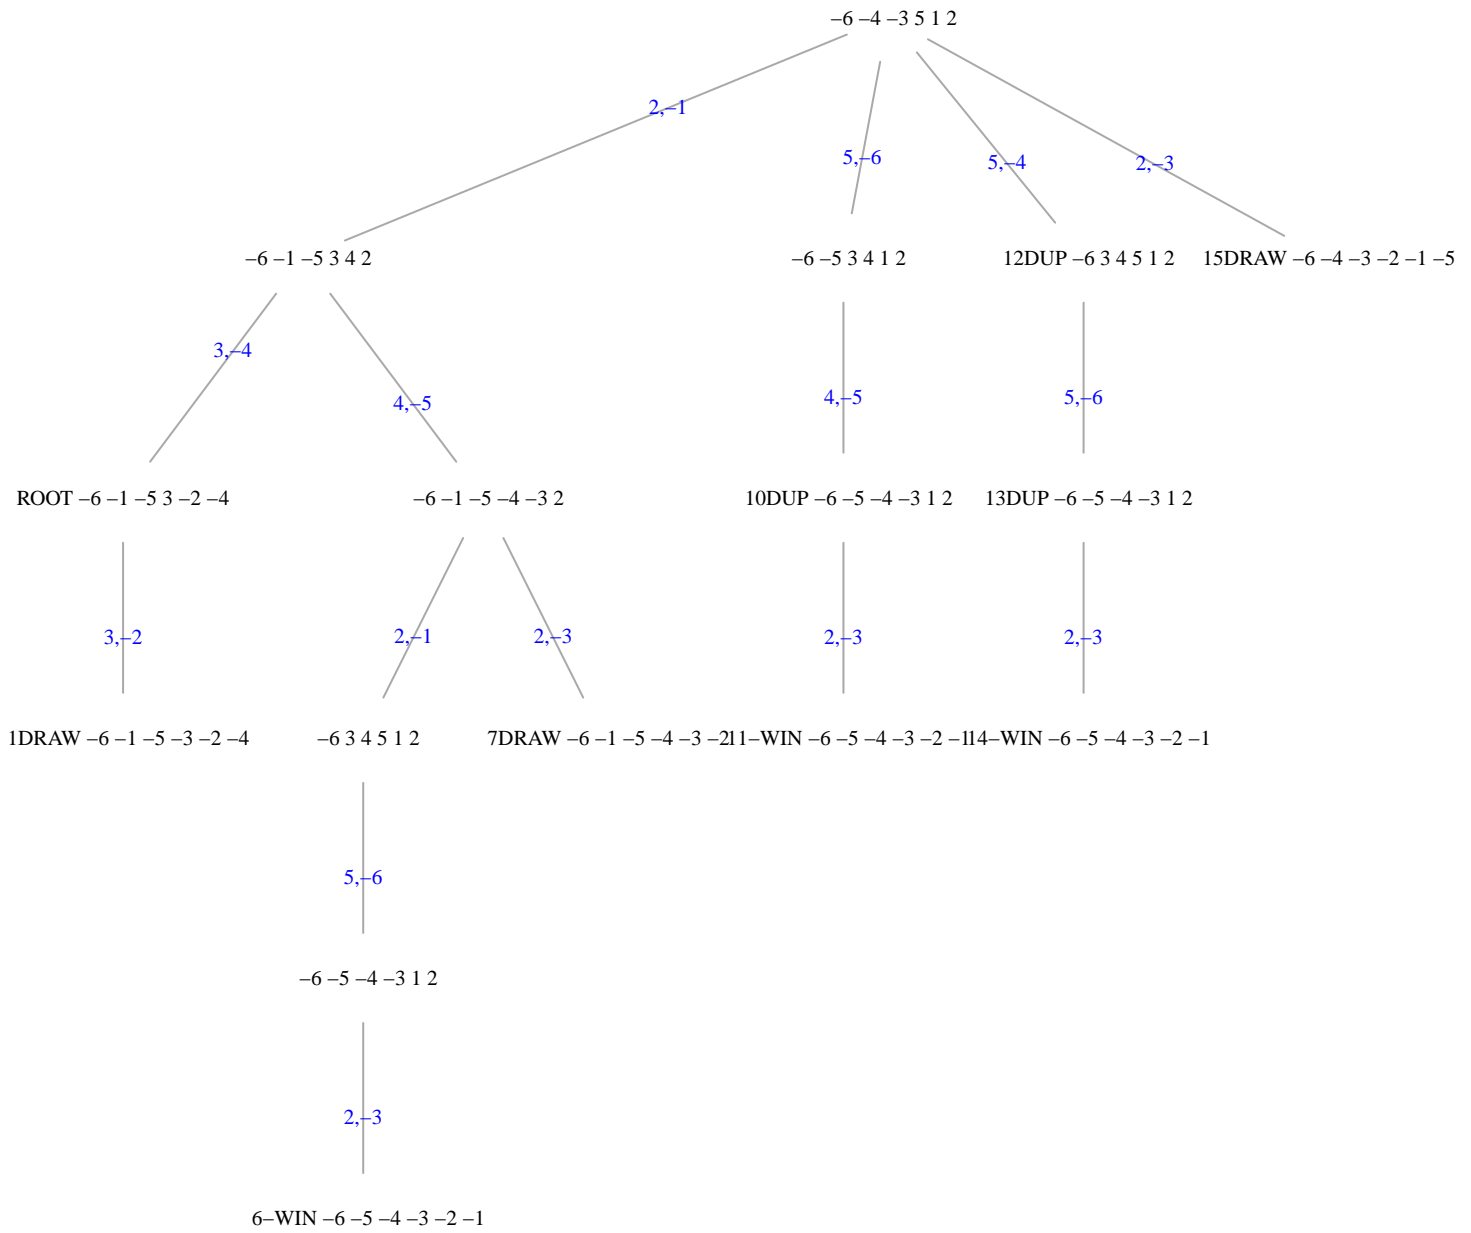 –6 –4 –3 5 1 2
2,–1
5,–6
5,–4
2,–3
–6 –1 –5 3 4 2
–6 –5 3 4 1 2
12DUP –6 3 4 5 1 2
15DRAW –6 –4 –3 –2 –1 –5
3,–4
4,–5
4,–5
5,–6
ROOT –6 –1 –5 3 –2 –4
–6 –1 –5 –4 –3 2
10DUP –6 –5 –4 –3 1 2
13DUP –6 –5 –4 –3 1 2
3,–2
2,–1
2,–3
2,–3
2,–3
1DRAW –6 –1 –5 –3 –2 –4
–6 3 4 5 1 2
7DRAW –6 –1 –5 –4 –3 –2
11–WIN –6 –5 –4 –3 –2 –1
14–WIN –6 –5 –4 –3 –2 –1
5,–6
–6 –5 –4 –3 1 2
2,–3
6–WIN –6 –5 –4 –3 –2 –1